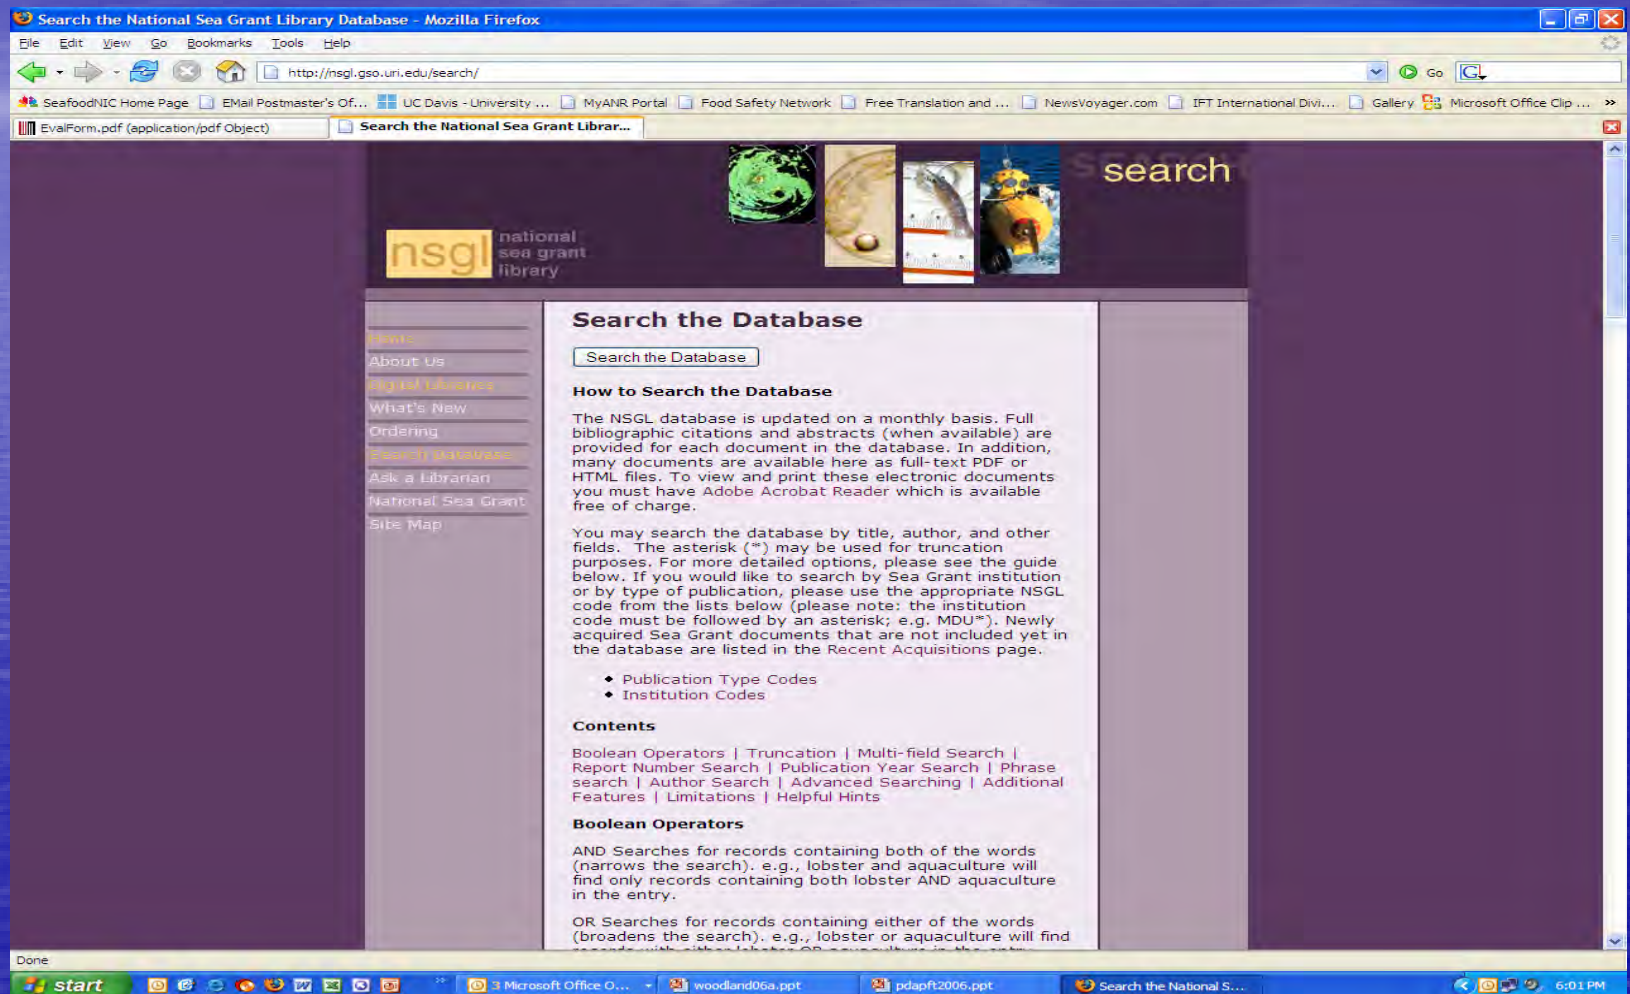 Search the National Sea Grant Library Database - Mozilla Firefox
File Edit View Go Bookmarks Tools Help
http://nsgl.gso.uri.edu/search/
Go
SeafoodNIC Home Page EMail Postmaster's Of... UC Davis - University ... MyANR Portal Food Safety Network Free Translation and ... NewsVoyager.com IFT International Divi... Gallery Microsoft Office Clip ... »
EvalForm.pdf (application/pdf Object) Search the National Sea Grant Librar...
search
nsgl
national
sea grant
library
Home
About Us
Digital Libraries
What's New
Ordering
Search Database
Ask a Librarian
National Sea Grant
Site Map
Search the Database
Search the Database
How to Search the Database
The NSGL database is updated on a monthly basis. Full
bibliographic citations and abstracts (when available) are
provided for each document in the database. In addition,
many documents are available here as full-text PDF or
HTML files. To view and print these electronic documents
you must have Adobe Acrobat Reader which is available
free of charge.
You may search the database by title, author, and other
fields. The asterisk (*) may be used for truncation
purposes. For more detailed options, please see the guide
below. If you would like to search by Sea Grant institution
or by type of publication, please use the appropriate NSGL
code from the lists below (please note: the institution
code must be followed by an asterisk; e.g. MDU*). Newly
acquired Sea Grant documents that are not included yet in
the database are listed in the Recent Acquisitions page.
Publication Type Codes
Institution Codes
Contents
Boolean Operators | Truncation | Multi-field Search |
Report Number Search | Publication Year Search | Phrase
search | Author Search | Advanced Searching | Additional
Features | Limitations | Helpful Hints
Boolean Operators
AND Searches for records containing both of the words
(narrows the search). e.g., lobster and aquaculture will
find only records containing both lobster AND aquaculture
in the entry.
OR Searches for records containing either of the words
(broadens the search). e.g., lobster or aquaculture will find
Done
start 3 Microsoft Office O... woodland06a.ppt pdapft2006.ppt Search the National S... 6:01 PM